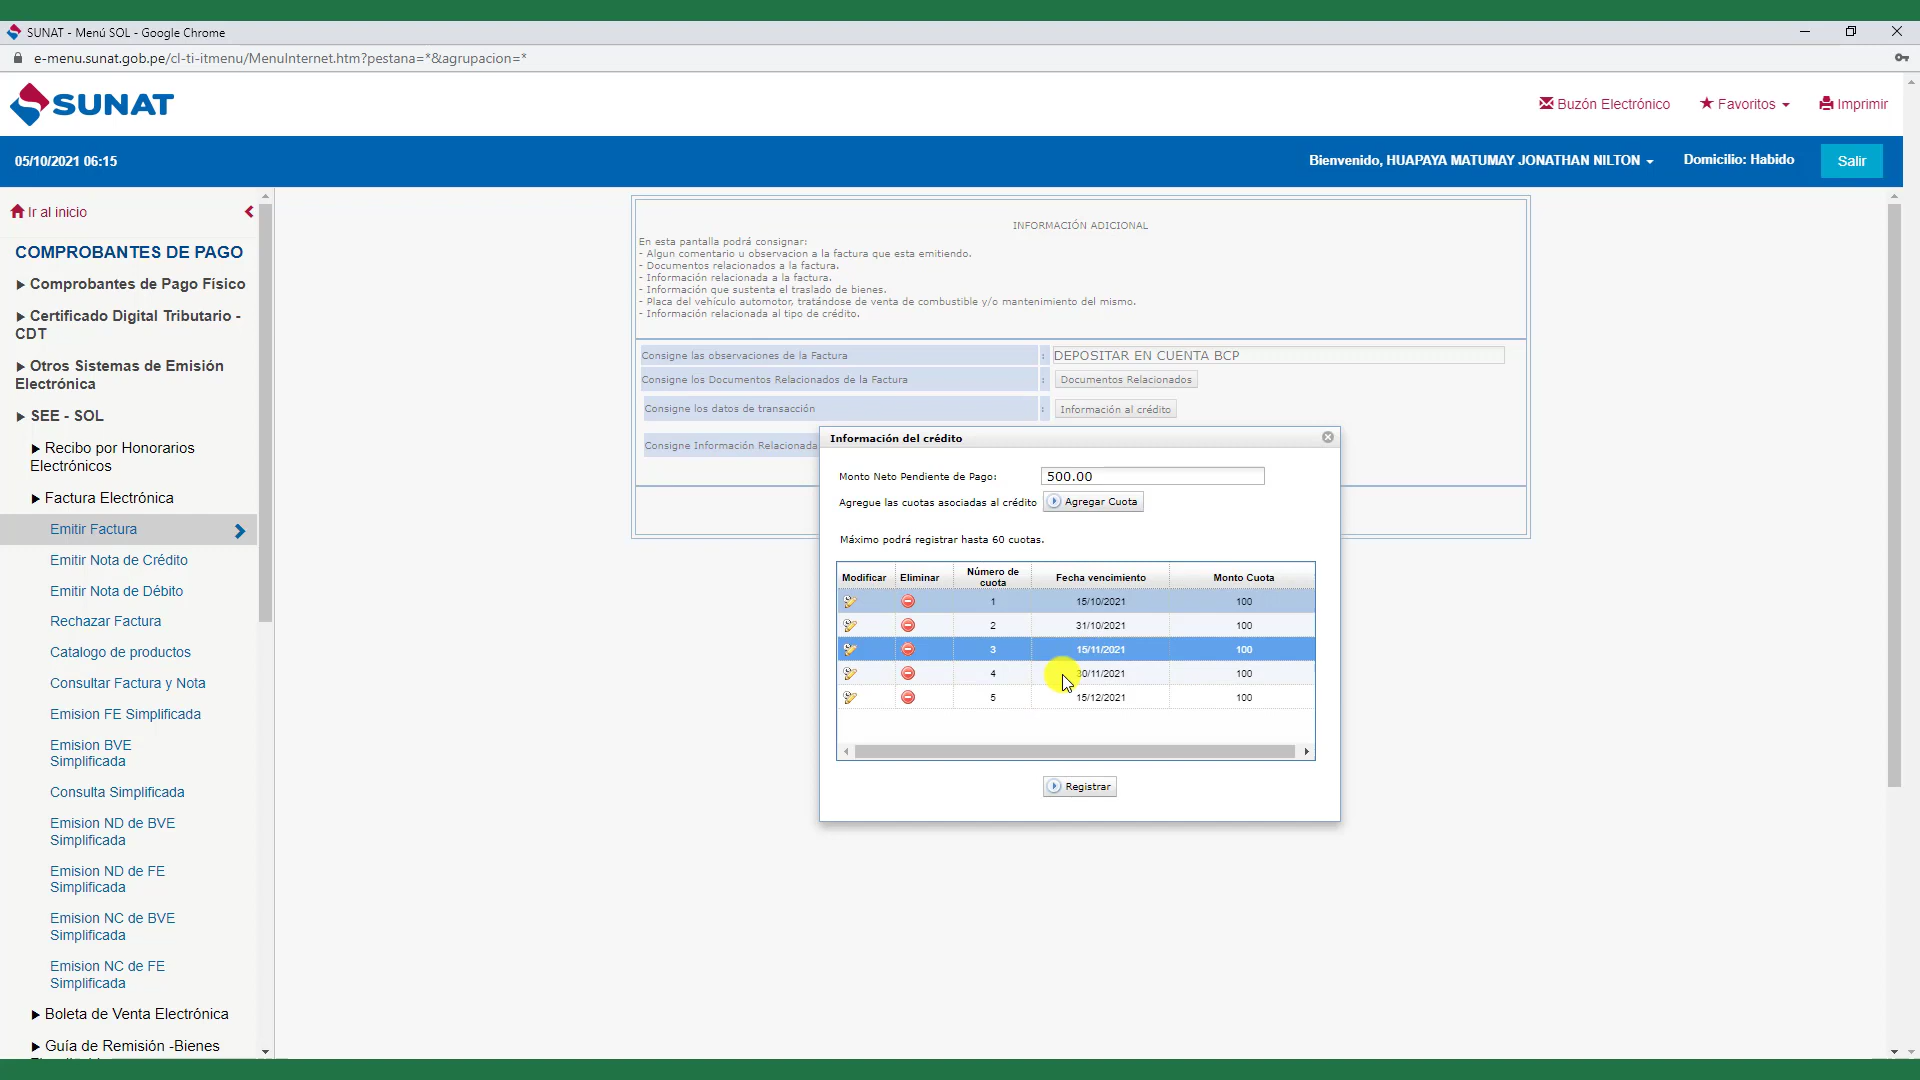 SUNAT - Menú SOL - Google Chrome
e-menu.sunat.gob.pe/cl-ti-itmenu/MenuInternet.htm?pestana=*&agrupacion=*
SUNAT
Buzón Electrónico
Favoritos
Imprimir
05/10/2021 06:15
Bienvenido, HUAPAYA MATUMAY JONATHAN NILTON
Domicilio: Habido
Salir
Ir al inicio
COMPROBANTES DE PAGO
Comprobantes de Pago Físico
Certificado Digital Tributario -
CDT
Otros Sistemas de Emisión
Electrónica
SEE - SOL
Recibo por Honorarios
Electrónicos
Factura Electrónica
Emitir Factura
Emitir Nota de Crédito
Emitir Nota de Débito
Rechazar Factura
Catalogo de productos
Consultar Factura y Nota
Emision FE Simplificada
Emision BVE
Simplificada
Consulta Simplificada
Emision ND de BVE
Simplificada
Emision ND de FE
Simplificada
Emision NC de BVE
Simplificada
Emision NC de FE
Simplificada
Boleta de Venta Electrónica
Guía de Remisión -Bienes
INFORMACIÓN ADICIONAL
En esta pantalla podrá consignar:
- Algun comentario u observacion a la factura que esta emitiendo.
- Documentos relacionados a la factura.
- Información relacionada a la factura.
- Información que sustenta el traslado de bienes.
- Placa del vehículo automotor, tratándose de venta de combustible y/o mantenimiento del mismo.
- Información relacionada al tipo de crédito.
Consigne las observaciones de la Factura : DEPOSITAR EN CUENTA BCP
Consigne los Documentos Relacionados de la Factura : Documentos Relacionados
Consigne los datos de transacción : Información al crédito
Consigne Información Relacionada
Información del crédito
Monto Neto Pendiente de Pago: 500.00
Agregue las cuotas asociadas al crédito Agregar Cuota
Máximo podrá registrar hasta 60 cuotas.
Modificar Eliminar Número de cuota Fecha vencimiento Monto Cuota
1 15/10/2021 100
2 31/10/2021 100
3 15/11/2021 100
4 30/11/2021 100
5 15/12/2021 100
Registrar